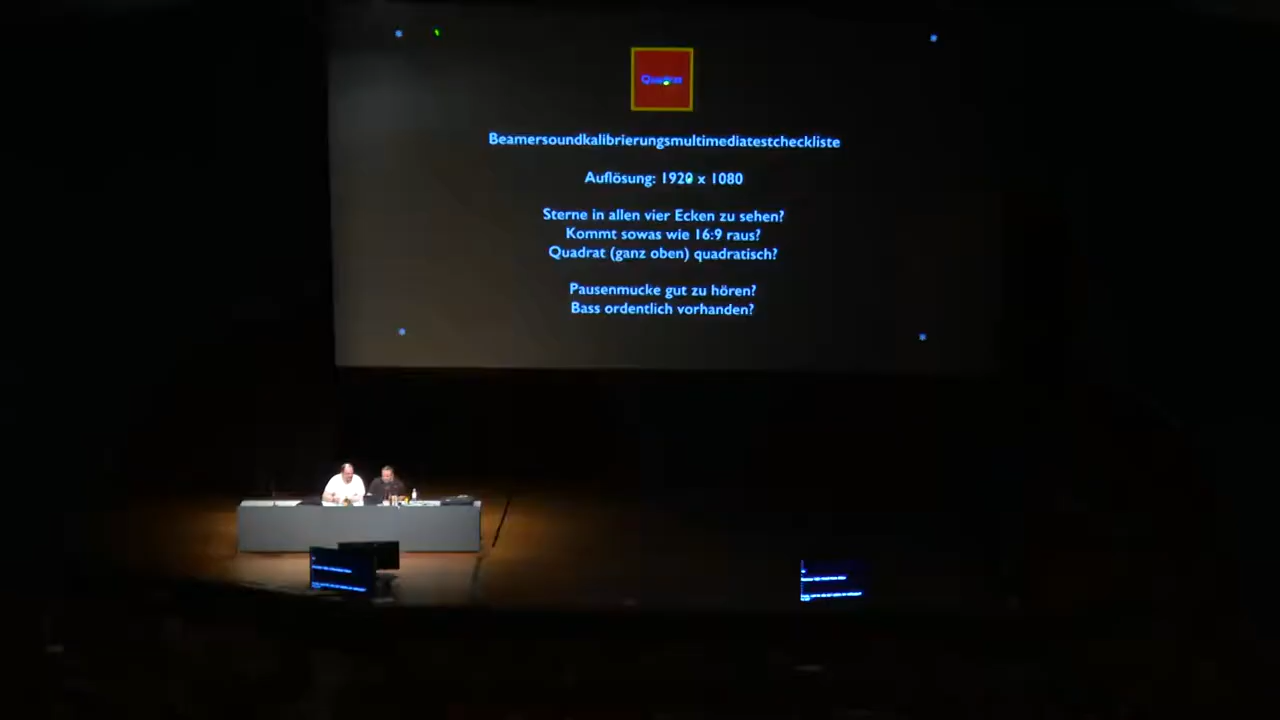 Quadrat
Beamersoundkalibrierungsmultimediatestcheckliste
Auflösung: 1920 x 1080
Sterne in allen vier Ecken zu sehen?
Kommt sowas wie 16:9 raus?
Quadrat (ganz oben) quadratisch?
Pausenmucke gut zu hören?
Bass ordentlich vorhanden?